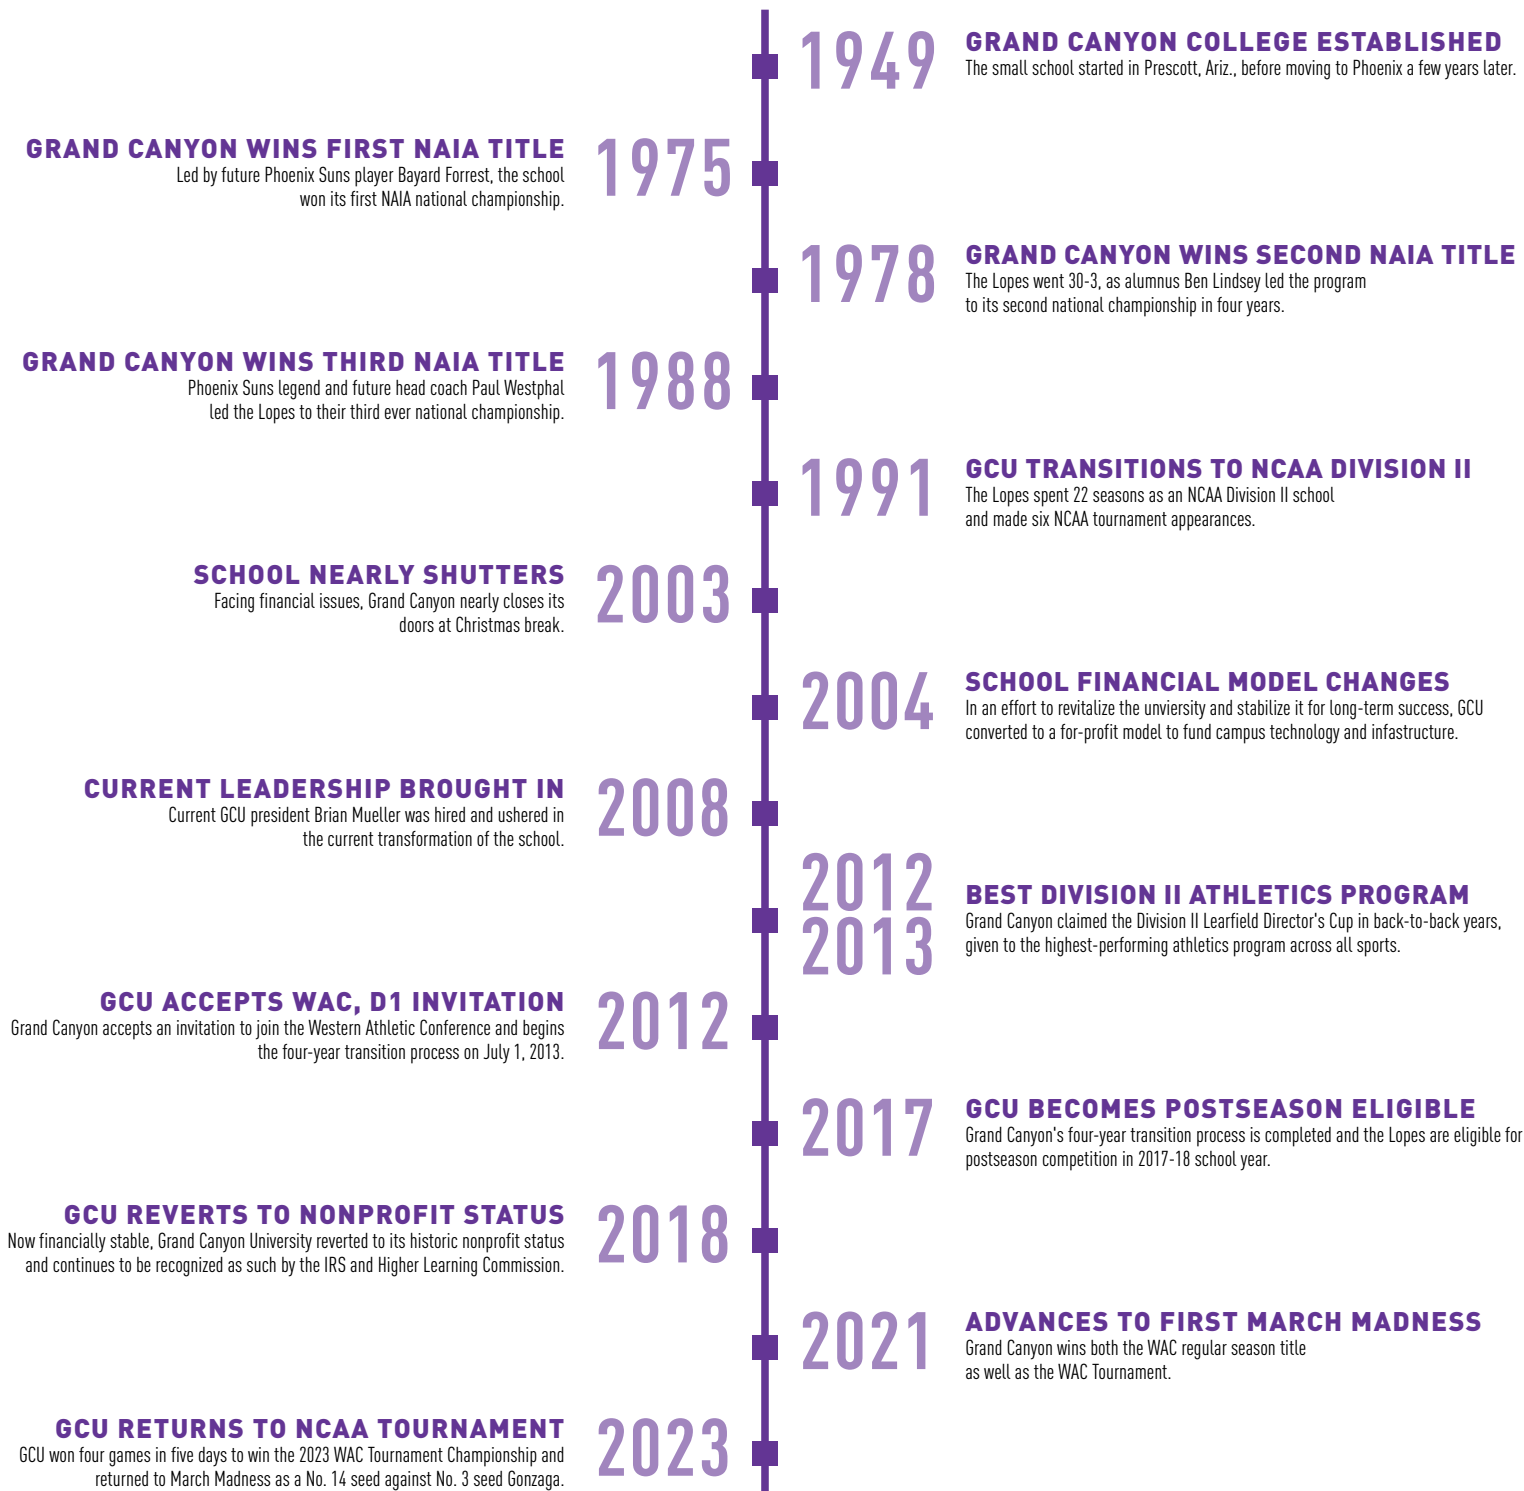 1949
GRAND CANYON COLLEGE ESTABLISHED
The small school started in Prescott, Ariz., before moving to Phoenix a few years later.
GRAND CANYON WINS FIRST NAIA TITLE
Led by future Phoenix Suns player Bayard Forrest, the school
won its first NAIA national championship.
1975
1978
GRAND CANYON WINS SECOND NAIA TITLE
The Lopes went 30-3, as alumnus Ben Lindsey led the program
to its second national championship in four years.
GRAND CANYON WINS THIRD NAIA TITLE
Phoenix Suns legend and future head coach Paul Westphal
led the Lopes to their third ever national championship.
1988
1991
GCU TRANSITIONS TO NCAA DIVISION II
The Lopes spent 22 seasons as an NCAA Division II school
and made six NCAA tournament appearances.
SCHOOL NEARLY SHUTTERS
Facing financial issues, Grand Canyon nearly closes its
doors at Christmas break.
2003
2004
SCHOOL FINANCIAL MODEL CHANGES
In an effort to revitalize the unviersity and stabilize it for long-term success, GCU
converted to a for-profit model to fund campus technology and infastructure.
CURRENT LEADERSHIP BROUGHT IN
Current GCU president Brian Mueller was hired and ushered in
the current transformation of the school.
2008
2012
2013
BEST DIVISION II ATHLETICS PROGRAM
Grand Canyon claimed the Division II Learfield Director's Cup in back-to-back years,
given to the highest-performing athletics program across all sports.
GCU ACCEPTS WAC, D1 INVITATION
Grand Canyon accepts an invitation to join the Western Athletic Conference and begins
the four-year transition process on July 1, 2013.
2012
2017
GCU BECOMES POSTSEASON ELIGIBLE
Grand Canyon's four-year transition process is completed and the Lopes are eligible for
postseason competition in 2017-18 school year.
GCU REVERTS TO NONPROFIT STATUS
Now financially stable, Grand Canyon University reverted to its historic nonprofit status
and continues to be recognized as such by the IRS and Higher Learning Commission.
2018
2021
ADVANCES TO FIRST MARCH MADNESS
Grand Canyon wins both the WAC regular season title
as well as the WAC Tournament.
GCU RETURNS TO NCAA TOURNAMENT
GCU won four games in five days to win the 2023 WAC Tournament Championship and
returned to March Madness as a No. 14 seed against No. 3 seed Gonzaga.
2023